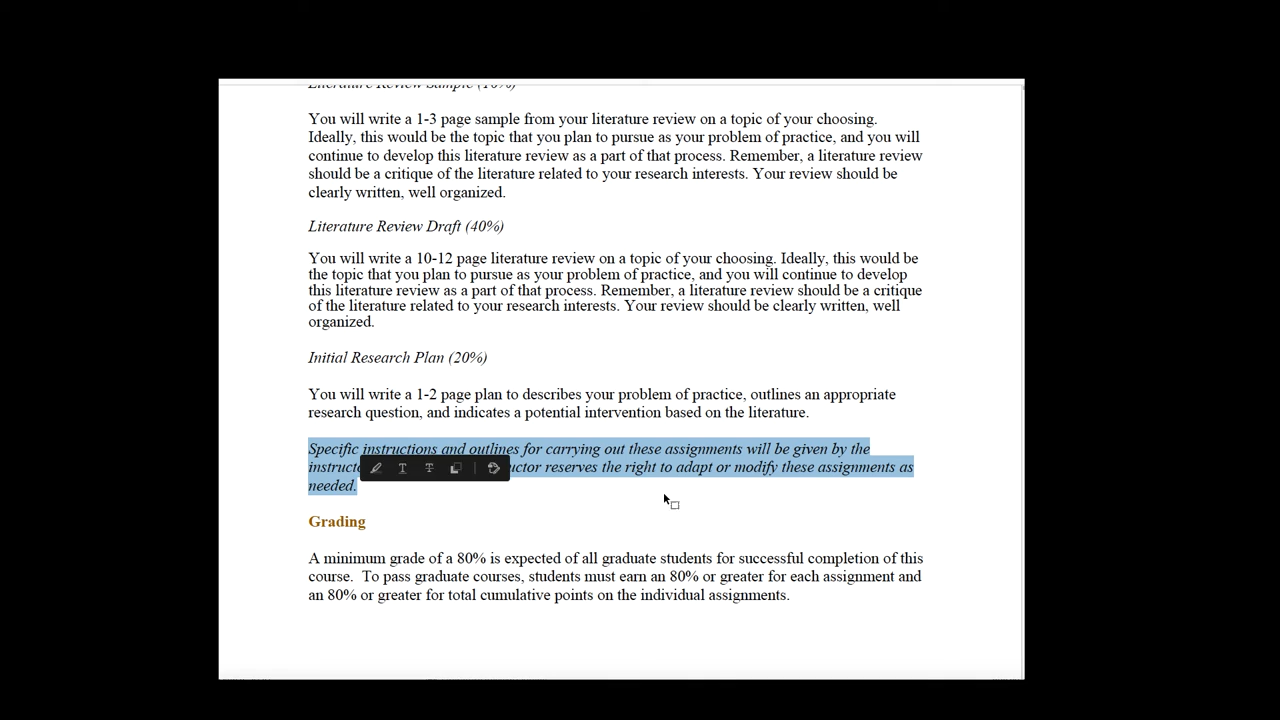 Literature Review Sample (10%)
You will write a 1-3 page sample from your literature review on a topic of your choosing.
Ideally, this would be the topic that you plan to pursue as your problem of practice, and you will
continue to develop this literature review as a part of that process. Remember, a literature review
should be a critique of the literature related to your research interests. Your review should be
clearly written, well organized.
Literature Review Draft (40%)
You will write a 10-12 page literature review on a topic of your choosing. Ideally, this would be
the topic that you plan to pursue as your problem of practice, and you will continue to develop
this literature review as a part of that process. Remember, a literature review should be a critique
of the literature related to your research interests. Your review should be clearly written, well
organized.
Initial Research Plan (20%)
You will write a 1-2 page plan to describes your problem of practice, outlines an appropriate
research question, and indicates a potential intervention based on the literature.
Specific instructions and outlines for carrying out these assignments will be given by the
reserves the right to adapt or modify these assignments as
needed.
Grading
A minimum grade of a 80% is expected of all graduate students for successful completion of this
course.  To pass graduate courses, students must earn an 80% or greater for each assignment and
an 80% or greater for total cumulative points on the individual assignments.